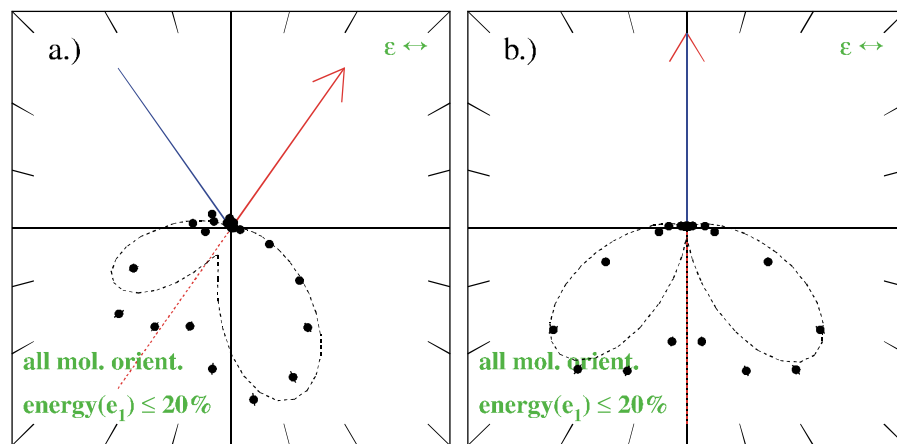 a.)
ε ↔
all mol. orient.
energy(e₁) ≤ 20%
b.)
ε ↔
all mol. orient.
energy(e₁) ≤ 20%